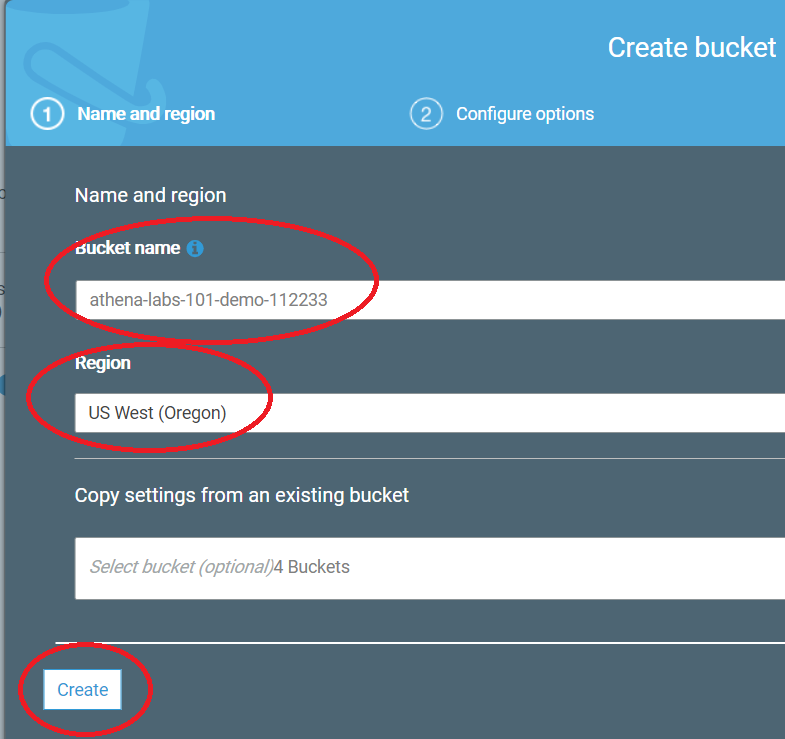 Create bucket
1 Name and region
2 Configure options
Name and region
Bucket name i
athena-labs-101-demo-112233
Region
US West (Oregon)
Copy settings from an existing bucket
Select bucket (optional)4 Buckets
Create